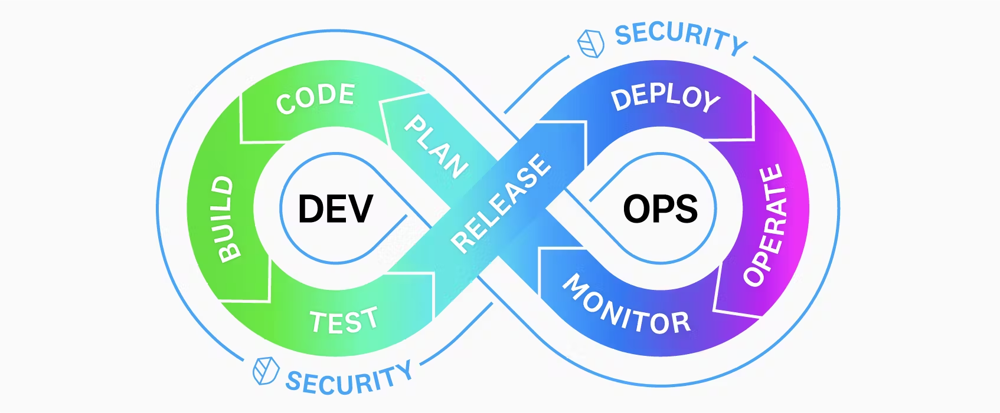 SECURITY
CODE
DEPLOY
PLAN
RELEASE
BUILD
DEV
OPS
OPERATE
TEST
MONITOR
SECURITY